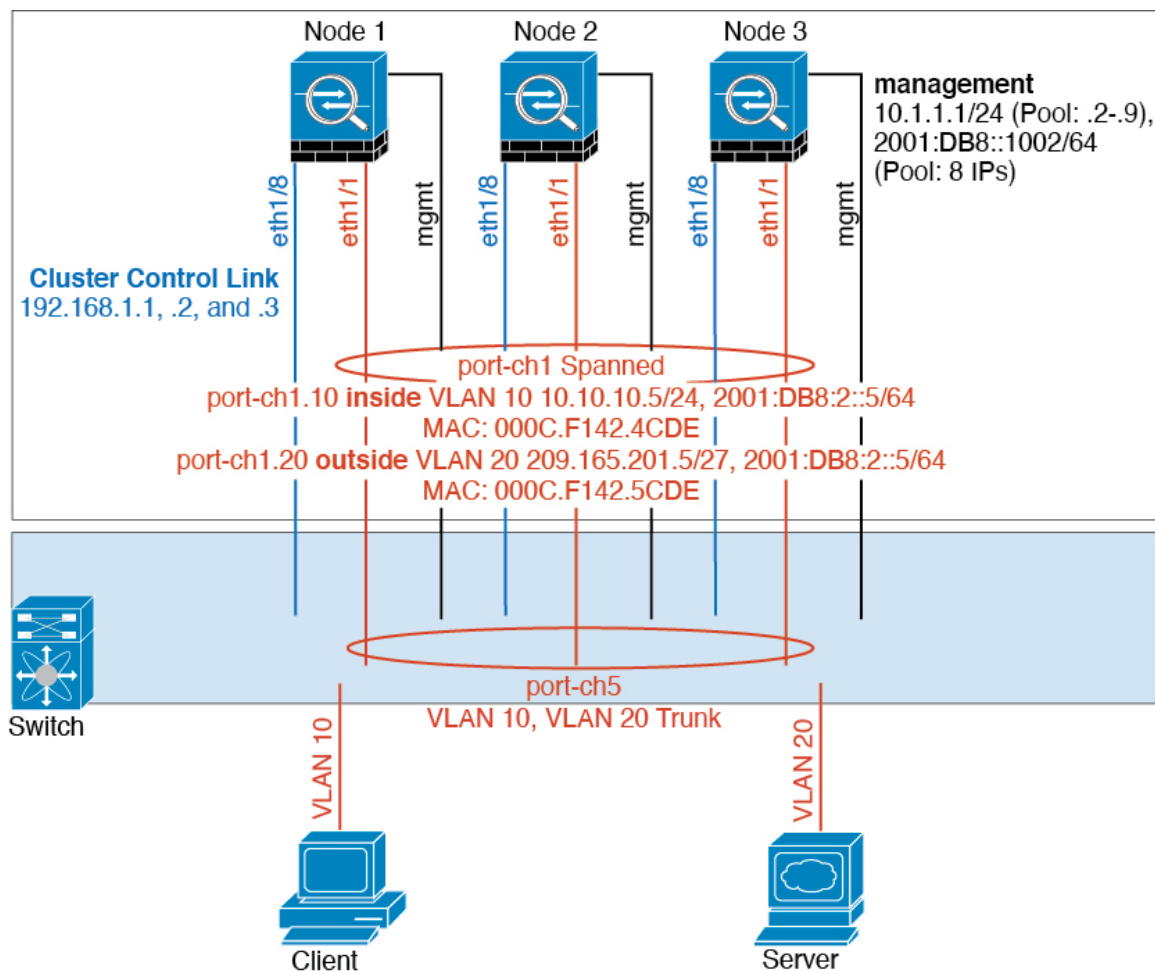 Node 1
Node 2
Node 3
management
10.1.1.1/24 (Pool: .2-.9),
2001:DB8::1002/64
(Pool: 8 IPs)
eth1/8
eth1/1
mgmt
eth1/8
eth1/1
mgmt
eth1/8
eth1/1
mgmt
Cluster Control Link
192.168.1.1, .2, and .3
port-ch1 Spanned
port-ch1.10 inside VLAN 10 10.10.10.5/24, 2001:DB8:2::5/64
MAC: 000C.F142.4CDE
port-ch1.20 outside VLAN 20 209.165.201.5/27, 2001:DB8:2::5/64
MAC: 000C.F142.5CDE
port-ch5
VLAN 10, VLAN 20 Trunk
Switch
VLAN 10
VLAN 20
Client
Server